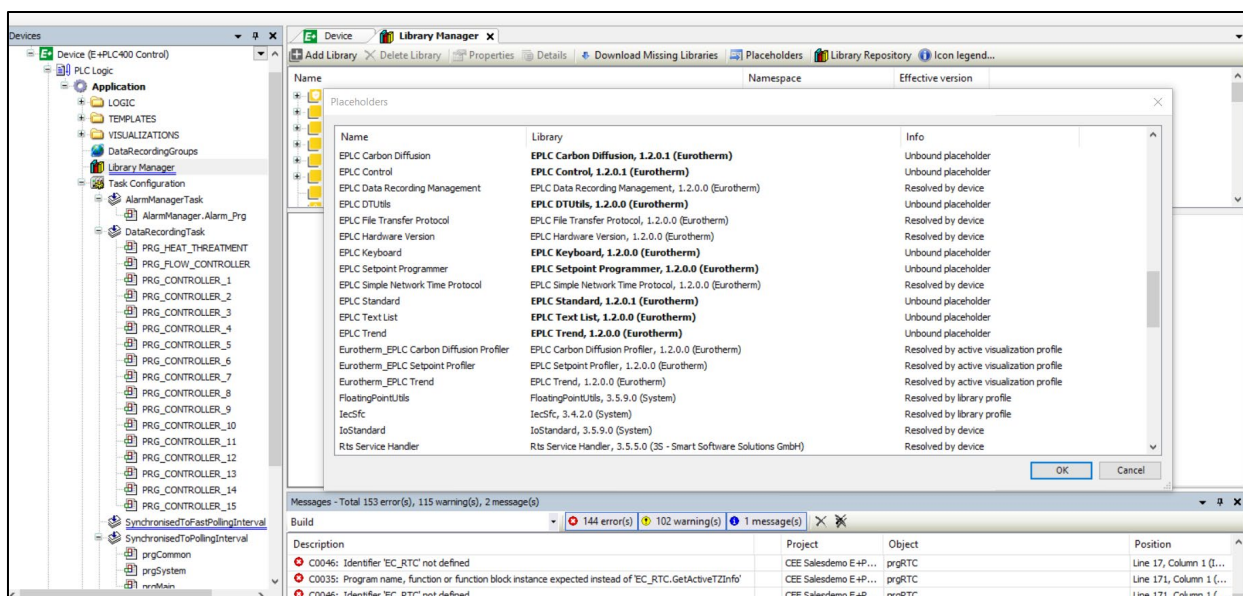 Devices
Device (E+PLC400 Control)
PLC Logic
Application
LOGIC
TEMPLATES
VISUALIZATIONS
DataRecordingGroups
Library Manager
Task Configuration
AlarmManagerTask
AlarmManager.Alarm_Prg
DataRecordingTask
PRG_HEAT_THREATMENT
PRG_FLOW_CONTROLLER
PRG_CONTROLLER_1
PRG_CONTROLLER_2
PRG_CONTROLLER_3
PRG_CONTROLLER_4
PRG_CONTROLLER_5
PRG_CONTROLLER_6
PRG_CONTROLLER_7
PRG_CONTROLLER_8
PRG_CONTROLLER_9
PRG_CONTROLLER_10
PRG_CONTROLLER_11
PRG_CONTROLLER_12
PRG_CONTROLLER_13
PRG_CONTROLLER_14
PRG_CONTROLLER_15
SynchronisedToFastPollingInterval
SynchronisedToPollingInterval
prgCommon
prgSystem
prgMain
E+ Device Library Manager X
Add Library Delete Library Properties Details Download Missing Libraries Placeholders Library Repository Icon legend...
Name Namespace Effective version
Placeholders
Name Library Info
EPLC Carbon Diffusion EPLC Carbon Diffusion, 1.2.0.1 (Eurotherm) Unbound placeholder
EPLC Control EPLC Control, 1.2.0.1 (Eurotherm) Unbound placeholder
EPLC Data Recording Management EPLC Data Recording Management, 1.2.0.0 (Eurotherm) Resolved by device
EPLC DTUtils EPLC DTUtils, 1.2.0.0 (Eurotherm) Unbound placeholder
EPLC File Transfer Protocol EPLC File Transfer Protocol, 1.2.0.0 (Eurotherm) Resolved by device
EPLC Hardware Version EPLC Hardware Version, 1.2.0.0 (Eurotherm) Resolved by device
EPLC Keyboard EPLC Keyboard, 1.2.0.0 (Eurotherm) Unbound placeholder
EPLC Setpoint Programmer EPLC Setpoint Programmer, 1.2.0.0 (Eurotherm) Unbound placeholder
EPLC Simple Network Time Protocol EPLC Simple Network Time Protocol, 1.2.0.0 (Eurotherm) Resolved by device
EPLC Standard EPLC Standard, 1.2.0.1 (Eurotherm) Unbound placeholder
EPLC Text List EPLC Text List, 1.2.0.0 (Eurotherm) Unbound placeholder
EPLC Trend EPLC Trend, 1.2.0.0 (Eurotherm) Unbound placeholder
Eurotherm_EPLC Carbon Diffusion Profiler EPLC Carbon Diffusion Profiler, 1.2.0.0 (Eurotherm) Resolved by active visualization profile
Eurotherm_EPLC Setpoint Profiler EPLC Setpoint Profiler, 1.2.0.0 (Eurotherm) Resolved by active visualization profile
Eurotherm_EPLC Trend EPLC Trend, 1.2.0.0 (Eurotherm) Resolved by active visualization profile
FloatingPointUtils FloatingPointUtils, 3.5.9.0 (System) Resolved by library profile
IecSfc IecSfc, 3.4.2.0 (System) Resolved by library profile
IoStandard IoStandard, 3.5.9.0 (System) Resolved by device
Rts Service Handler Rts Service Handler, 3.5.5.0 (3S - Smart Software Solutions GmbH) Resolved by device
OK Cancel
Messages - Total 153 error(s), 115 warning(s), 2 message(s)
Build 144 error(s) 102 warning(s) 1 message(s)
Description Project Object Position
C0046: Identifier 'EC_RTC' not defined CEE Salesdemo E+P... prgRTC Line 17, Column 1 (I...
C0035: Program name, function or function block instance expected instead of 'EC_RTC.GetActiveTZInfo' CEE Salesdemo E+P... prgRTC Line 171, Column 1 (...
C0046: Identifier 'EC_RTC' not defined CEE Salesdemo E+P... prgRTC Line 171, Column 1 (...